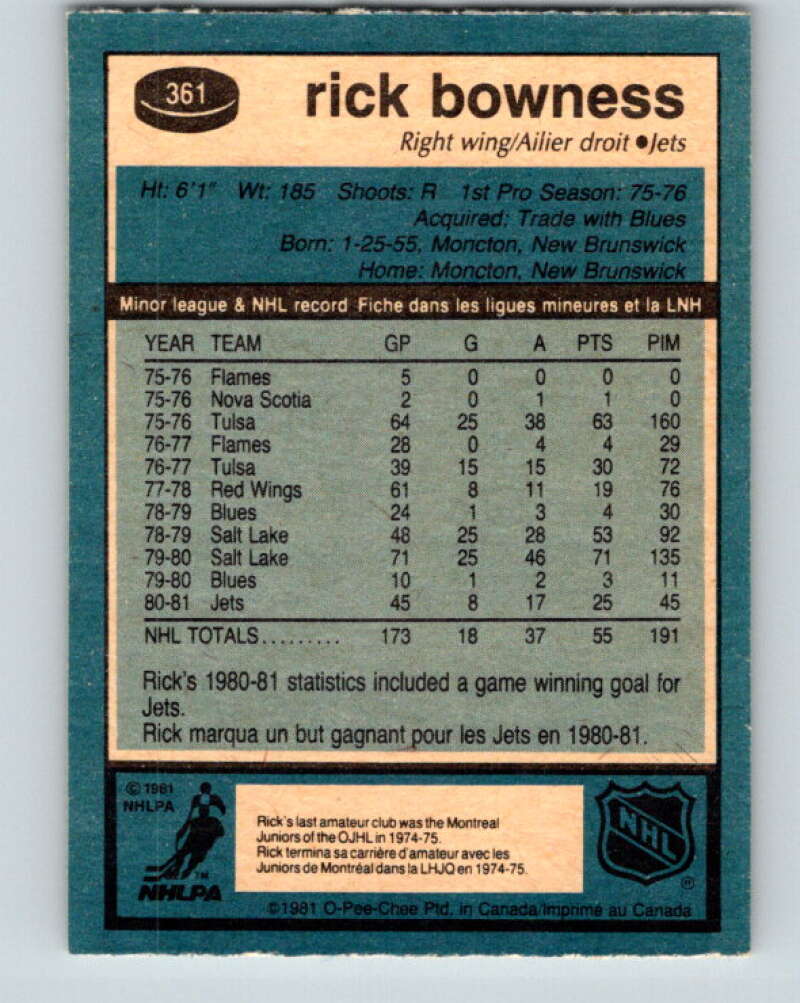 361
rick bowness
Right wing/Ailier droit ●Jets
Ht: 6'1" Wt: 185 Shoots: R 1st Pro Season: 75-76
Acquired: Trade with Blues
Born: 1-25-55, Moncton, New Brunswick
Home: Moncton, New Brunswick
Minor league & NHL record Fiche dans les ligues mineures et la LNH
YEAR TEAM GP G A PTS PIM
75-76 Flames 5 0 0 0 0
75-76 Nova Scotia 2 0 1 1 0
75-76 Tulsa 64 25 38 63 160
76-77 Flames 28 0 4 4 29
76-77 Tulsa 39 15 15 30 72
77-78 Red Wings 61 8 11 19 76
78-79 Blues 24 1 3 4 30
78-79 Salt Lake 48 25 28 53 92
79-80 Salt Lake 71 25 46 71 135
79-80 Blues 10 1 2 3 11
80-81 Jets 45 8 17 25 45
NHL TOTALS......... 173 18 37 55 191
Rick's 1980-81 statistics included a game winning goal for
Jets.
Rick marqua un but gagnant pour les Jets en 1980-81.
©1981
NHLPA
TM
NHLPA
Rick's last amateur club was the Montreal
Juniors of the OJHL in 1974-75.
Rick termina sa carrière d'amateur avec les
Juniors de Montréal dans la LHJQ en 1974-75.
NHL
®
©1981 O-Pee-Chee Ptd. in Canada/Imprimé au Canada